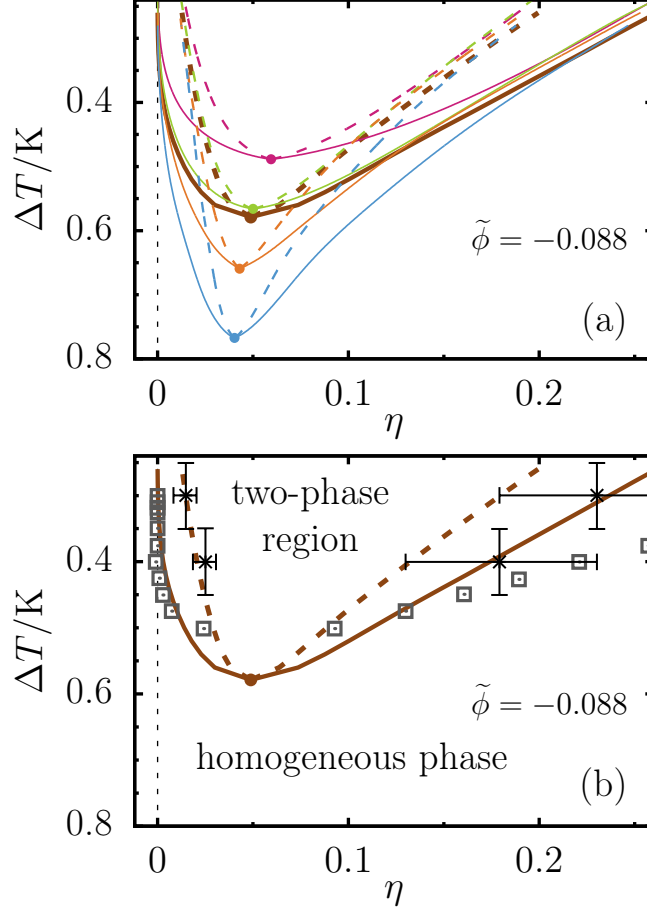 0.4
0.6
0.8
ΔT/K
ϕ̃ = −0.088
(a)
0
0.1
0.2
η
two-phase
region
0.4
0.6
0.8
ΔT/K
ϕ̃ = −0.088
homogeneous phase
(b)
0
0.1
0.2
η